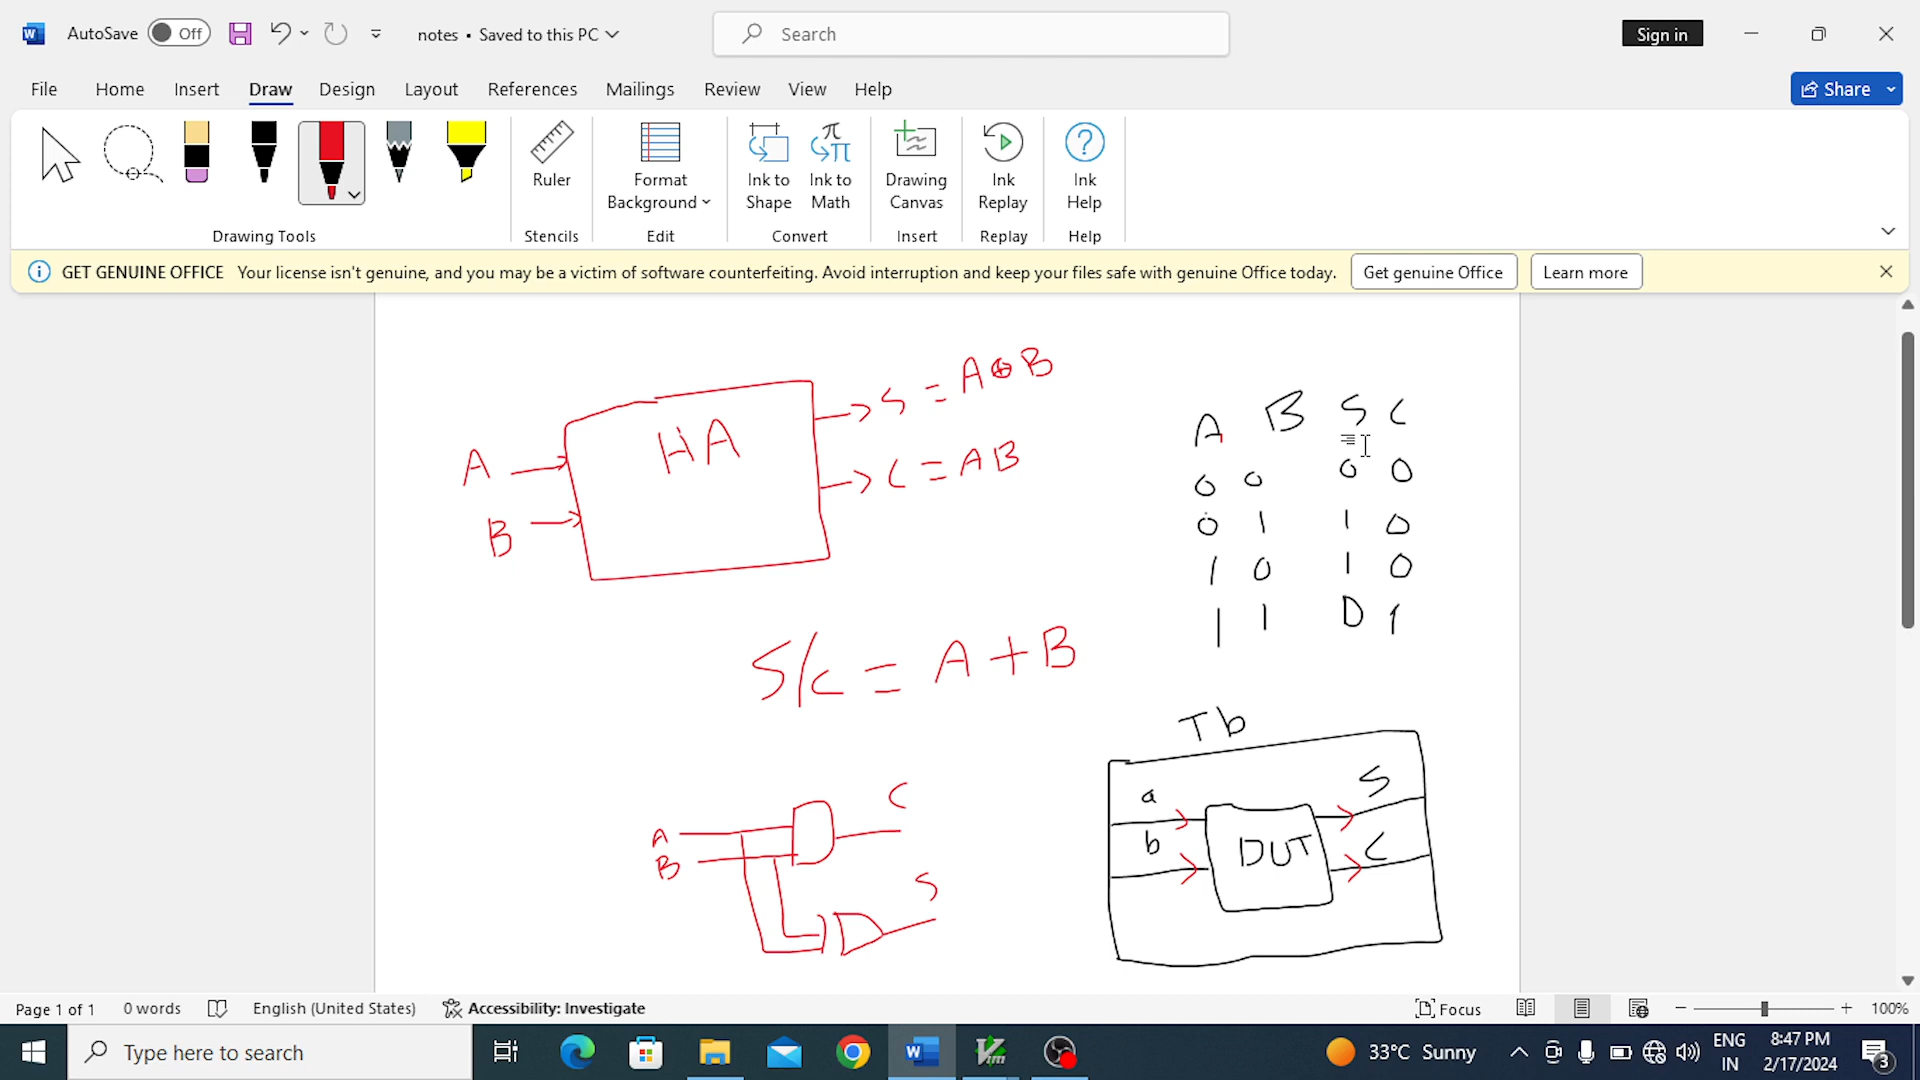 AutoSave Off notes • Saved to this PC Search Sign in
File Home Insert Draw Design Layout References Mailings Review View Help Share
Drawing Tools
Ruler
Stencils
Format Background
Edit
Ink to Shape
Ink to Math
Convert
Drawing Canvas
Insert
Ink Replay
Replay
Ink Help
Help
GET GENUINE OFFICE Your license isn't genuine, and you may be a victim of software counterfeiting. Avoid interruption and keep your files safe with genuine Office today. Get genuine Office Learn more
HA
A
B
S = A⊕B
C = AB
A B S C
0 0 0 0
0 1 1 0
1 0 1 0
1 1 0 1
S/C = A+B
A
B
C
S
Tb
a
b
DUT
S
C
Page 1 of 1 0 words English (United States) Accessibility: Investigate Focus 100%
Type here to search 33°C Sunny ENG IN 8:47 PM 2/17/2024 3